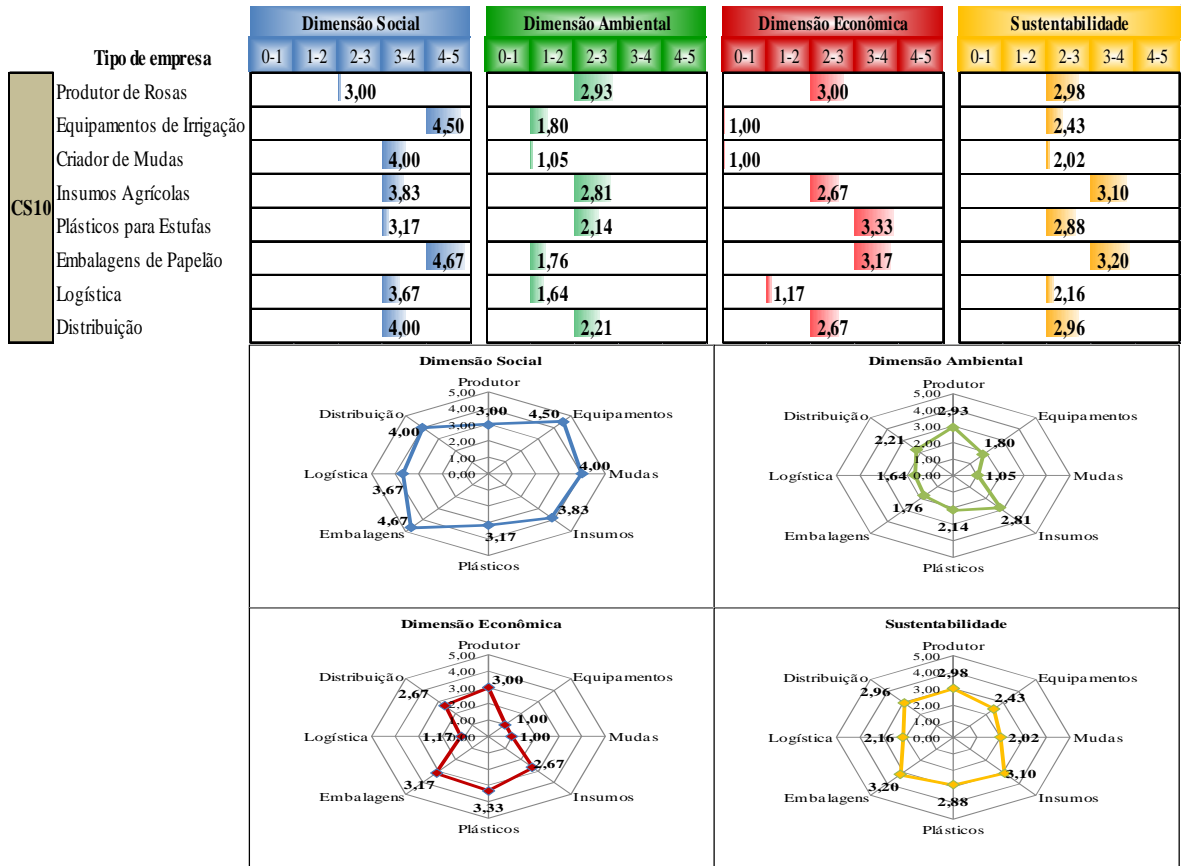 Dimensão Social Dimensão Ambiental Dimensão Econômica Sustentabilidade
Tipo de empresa 0-1 1-2 2-3 3-4 4-5 0-1 1-2 2-3 3-4 4-5 0-1 1-2 2-3 3-4 4-5 0-1 1-2 2-3 3-4 4-5
CS10
Produtor de Rosas 3,00 2,93 3,00 2,98
Equipamentos de Irrigação 4,50 1,80 1,00 2,43
Criador de Mudas 4,00 1,05 1,00 2,02
Insumos Agrícolas 3,83 2,81 2,67 3,10
Plásticos para Estufas 3,17 2,14 3,33 2,88
Embalagens de Papelão 4,67 1,76 3,17 3,20
Logística 3,67 1,64 1,17 2,16
Distribuição 4,00 2,21 2,67 2,96
Dimensão Social
Produtor
5,00
4,00
3,00
2,00
1,00
0,00
Equipamentos
Mudas
Insumos
Plásticos
Embalagens
Logística
Distribuição
3,00
4,50
4,00
3,83
3,17
4,67
3,67
4,00
Dimensão Ambiental
Produtor
5,00
4,00
3,00
2,00
1,00
0,00
Equipamentos
Mudas
Insumos
Plásticos
Embalagens
Logística
Distribuição
2,93
1,80
1,05
2,81
2,14
1,76
1,64
2,21
Dimensão Econômica
Produtor
5,00
4,00
3,00
2,00
1,00
0,00
Equipamentos
Mudas
Insumos
Plásticos
Embalagens
Logística
Distribuição
3,00
1,00
1,00
2,67
3,33
3,17
1,17
2,67
Sustentabilidade
Produtor
5,00
4,00
3,00
2,00
1,00
0,00
Equipamentos
Mudas
Insumos
Plásticos
Embalagens
Logística
Distribuição
2,98
2,43
2,02
3,10
2,88
3,20
2,16
2,96